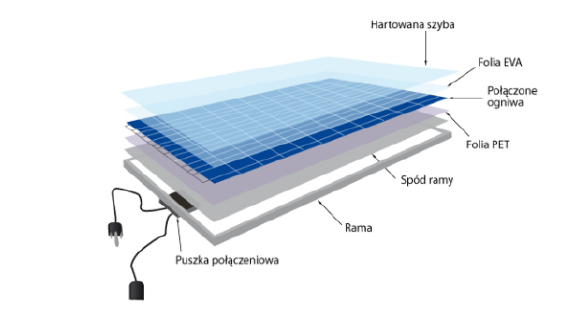 Hartowana szyba
Folia EVA
Połączone
ogniwa
Folia PET
Spód ramy
Rama
Puszka połączeniowa